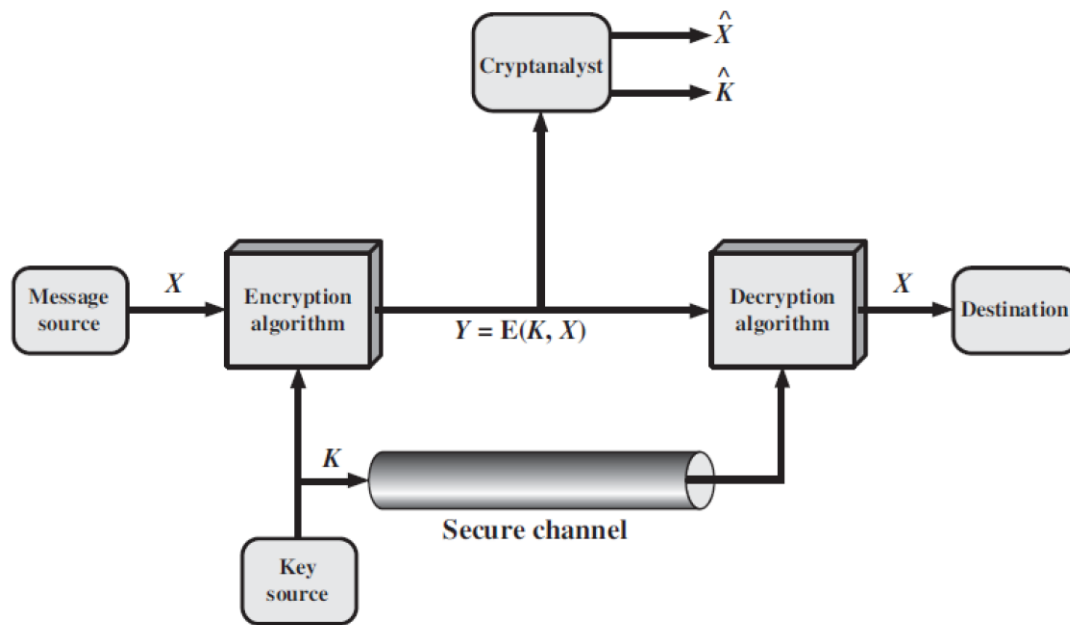 X̂
Cryptanalyst
K̂
Message
source
X
Encryption
algorithm
Y = E(K, X)
Decryption
algorithm
X
Destination
K
Secure channel
Key
source